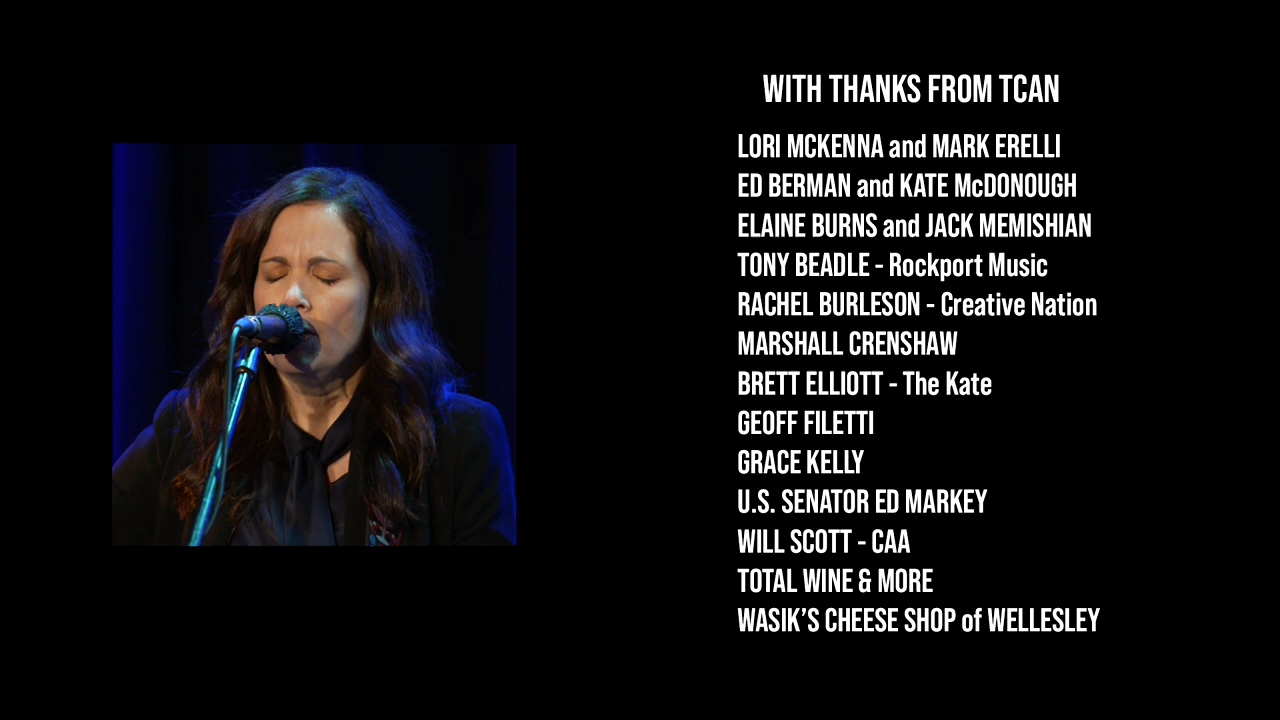 WITH THANKS FROM TCAN
LORI MCKENNA and MARK ERELLI
ED BERMAN and KATE McDONOUGH
ELAINE BURNS and JACK MEMISHIAN
TONY BEADLE - Rockport Music
RACHEL BURLESON - Creative Nation
MARSHALL CRENSHAW
BRETT ELLIOTT - The Kate
GEOFF FILETTI
GRACE KELLY
U.S. SENATOR ED MARKEY
WILL SCOTT - CAA
TOTAL WINE & MORE
WASIK’S CHEESE SHOP of WELLESLEY